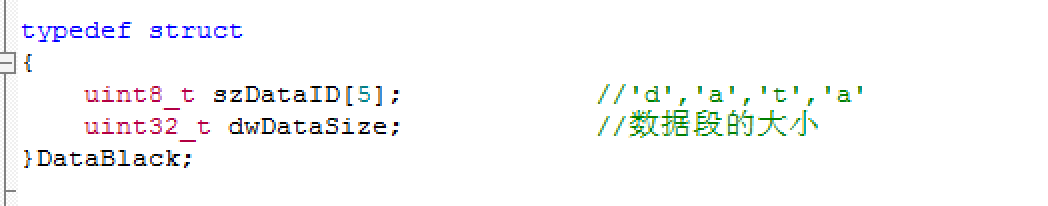 typedef struct
{
    uint8_t szDataID[5];            //'d','a','t','a'
    uint32_t dwDataSize;            //数据段的大小
}DataBlack;